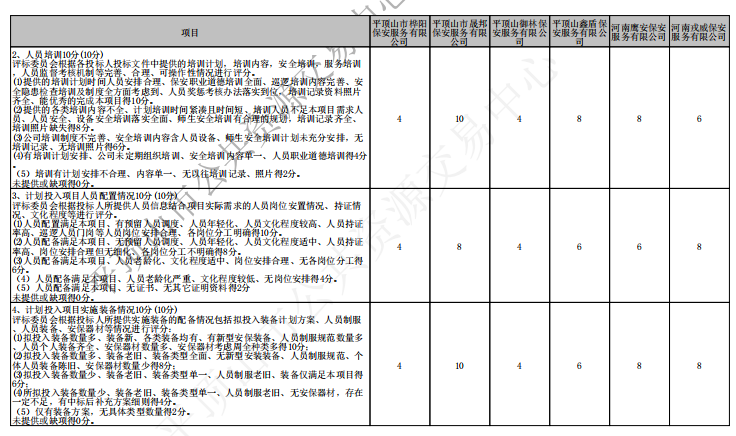 项目
平顶山市桦阳保安服务有限公司
平顶山市晟邦保安服务有限公司
平顶山御林保安服务有限公司
平顶山鑫盾保安服务有限公司
河南鹰安保安服务有限公司
河南戎威保安服务有限公司
2、人员培训10分(10分)
评标委员会根据各投标人投标文件中提供的培训计划，培训内容，安全培训，服务培训
，人员监督考核机制等完善、合理、可操作性情况进行评分。
(1)提供的培训计划时间人员安排合理、保安职业道德培训全面、巡逻培训内容完善、安
全隐患检查培训及制度全方面考虑到、人员奖惩考核办法落实到位，培训记录资料照片
齐全、能优秀的完成本项目得10分。
(2)提供的各类培训内容不全、计划培训时间紧凑且时间短、培训人员不足本项目需求人
员、人员安全、设备安全培训落实全面、师生安全培训有合理的规划，培训记录齐全、
培训照片缺失得8分。
(3)公司培训制度不完善、安全培训内容含人员设备、师生安全培训计划未充分安排，无
培训记录、无培训照片得6分。
(4)有培训计划安排、公司未定期组织培训、安全培训内容单一、人员职业道德培训得4分
。
（5）培训有计划安排不合理、内容单一、无以往培训记录、照片得2分。
未提供或缺项得0分。
4
10
4
8
8
6
3、计划投入项目人员配置情况10分(10分)
评标委员会根据投标人所提供人员信息结合项目实际需求的人员岗位安置情况、持证情
况、文化程度等进行评分。
(1)人员配置满足本项目、有预留人员调度、人员年轻化、人员文化程度较高、人员持证
率高、巡逻人员门岗等人员岗位安排合理、各岗位分工明确得10分。
(2)人员配备满足本项目、无预留人员调度、人员年轻化、人员文化程度适中、人员持证
率高、岗位安排合理但无细化、各岗位分工不明确得8分。
(3)人员配备满足本项目、人员老龄化、文化程度适中、岗位安排合理、无各岗位分工得
6分。
（4）人员配备满足本项目、人员老龄化严重、文化程度较低、无岗位安排得4分。
（5）人员配备满足本项目、无证书、无其它证明资料得2分
未提供或缺项得0分。
4
8
4
6
6
8
4、计划投入项目实施装备情况10分(10分)
评标委员会根据投标人所提供实施装备的配备情况包括拟投入装备计划方案、人员制服
、人员装备、安保器材等情况进行评分：
(1)拟投入装备数量多、装备新、各类装备均有、有新型安保装备、人员制服规范数量多
、人员个人装备齐全、安保器材数量多、安保器材考虑周全种类多得10分；
(2)拟投入装备数量多、装备老旧、装备类型全面、无新型安装装备、人员制服规范、个
体人员装备陈旧、安保器材数量少得8分；
(3)拟投入装备数量少、装备老旧、装备类型单一、人员制服老旧、装备仅满足本项目得
6分；
(4)所拟投入装备数量少、装备老旧、装备类型单一、人员制服老旧、无安保器材，存在
一定不足，有中标后补充方案细则得4分。
（5）仅有装备方案，无具体类型数量得2分。
未提供或缺项得0分。
4
10
4
6
8
8
平顶山市公共资源交易中心